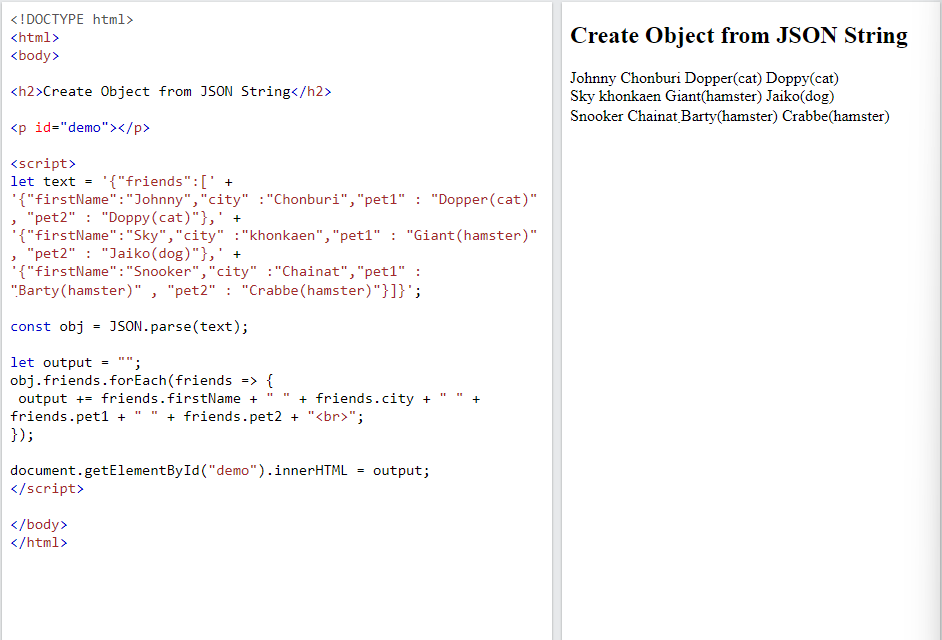 <!DOCTYPE html>
<html>
<body>
<h2>Create Object from JSON String</h2>
<p id="demo"></p>
<script>
let text = '{"friends":[' +
'{"firstName":"Johnny","city" :"Chonburi","pet1" : "Dopper(cat)"
, "pet2" : "Doppy(cat)"},' +
'{"firstName":"Sky","city" :"khonkaen","pet1" : "Giant(hamster)"
, "pet2" : "Jaiko(dog)"},' +
'{"firstName":"Snooker","city" :"Chainat","pet1" :
"ฺBarty(hamster)" , "pet2" : "Crabbe(hamster)"}]}';
const obj = JSON.parse(text);
let output = "";
obj.friends.forEach(friends => {
output += friends.firstName + " " + friends.city + " " +
friends.pet1 + " " + friends.pet2 + "<br>";
});
document.getElementById("demo").innerHTML = output;
</script>
</body>
</html>
Create Object from JSON String
Johnny Chonburi Dopper(cat) Doppy(cat)
Sky khonkaen Giant(hamster) Jaiko(dog)
Snooker Chainat ฺBarty(hamster) Crabbe(hamster)